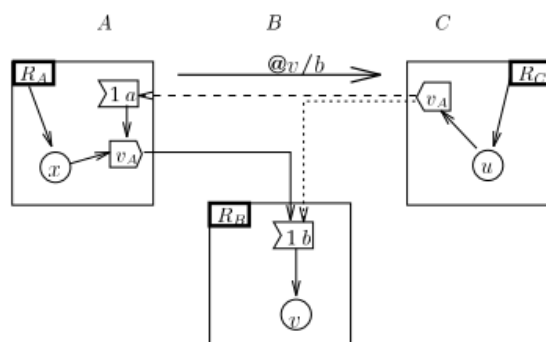 A B C
@v/b
R_A R_C
1 a v_A
x v_A u
R_B
1 b
v